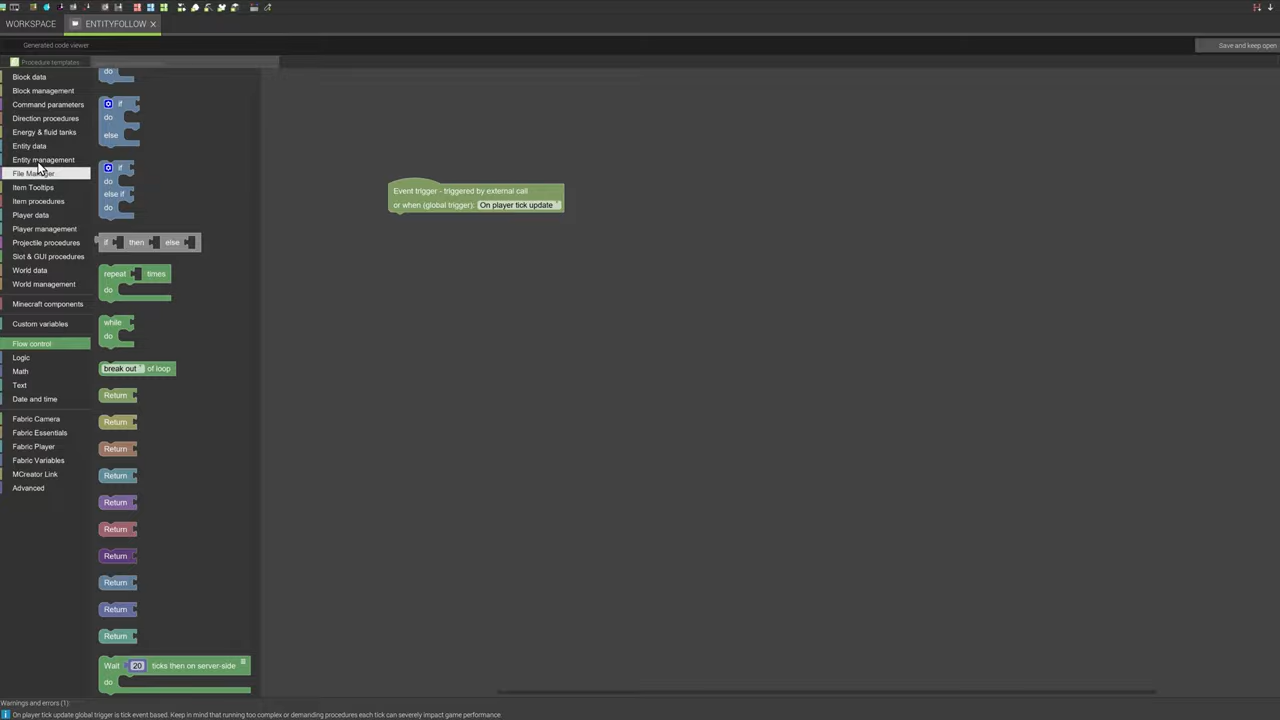 WORKSPACE
ENTITYFOLLOW ×
Generated code viewer
Save and keep open
Procedure templates
Block data
Block management
Command parameters
Direction procedures
Energy & fluid tanks
Entity data
Entity management
File Manager
Item Tooltips
Item procedures
Player data
Player management
Projectile procedures
Slot & GUI procedures
World data
World management
Minecraft components
Custom variables
Flow control
Logic
Math
Text
Date and time
Fabric Camera
Fabric Essentials
Fabric Player
Fabric Variables
MCreator Link
Advanced
do
if
do
else
if
do
else if
do
if then else
repeat times
do
while
do
break out of loop
Return
Return
Return
Return
Return
Return
Return
Return
Return
Return
Wait 20 ticks then on server-side
do
Event trigger - triggered by external call
or when (global trigger): On player tick update
Warnings and errors (1):
On player tick update global trigger is tick event based. Keep in mind that running too complex or demanding procedures each tick can severely impact game performance.